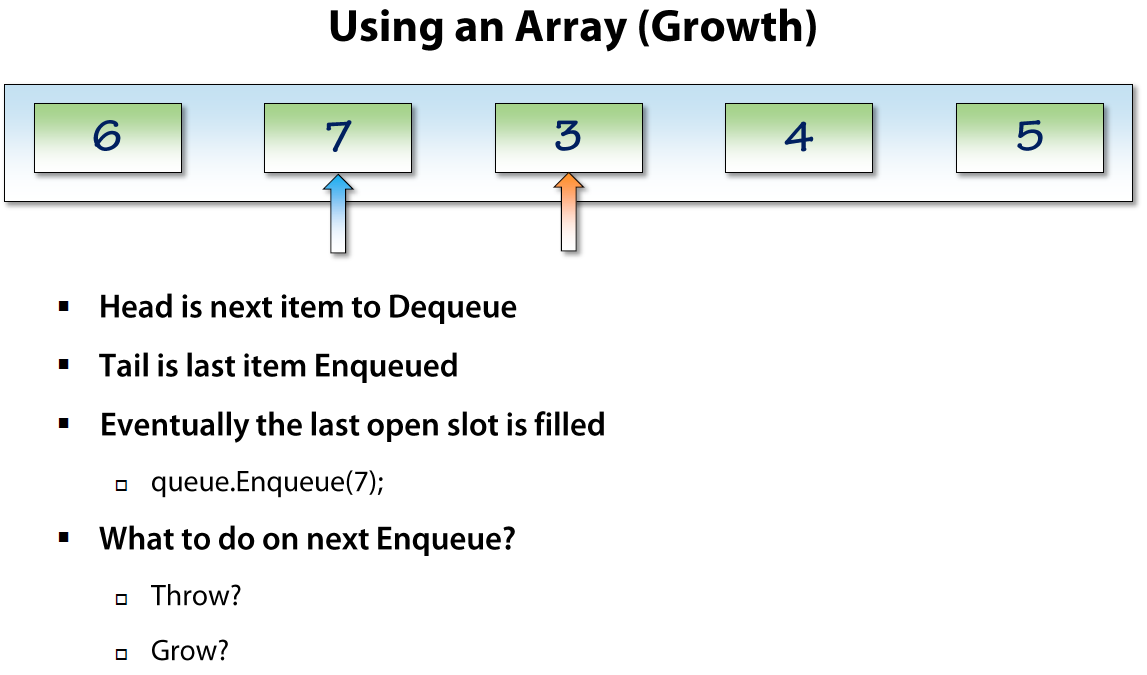 Using an Array (Growth)
6 7 3 4 5
Head is next item to Dequeue
Tail is last item Enqueued
Eventually the last open slot is filled
queue.Enqueue(7);
What to do on next Enqueue?
Throw?
Grow?